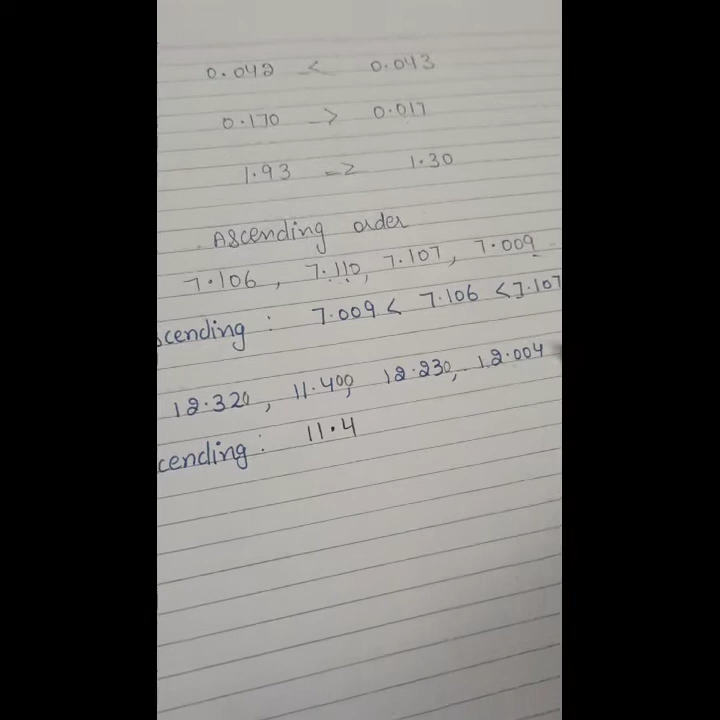 0.042 < 0.043
0.170 -> 0.017
1.93 -> 1.30
Ascending order
7.106, 7.110, 7.107, 7.009
scending : 7.009 < 7.106 < 7.107
12.320, 11.400, 12.230, 12.004
cending : 11.4